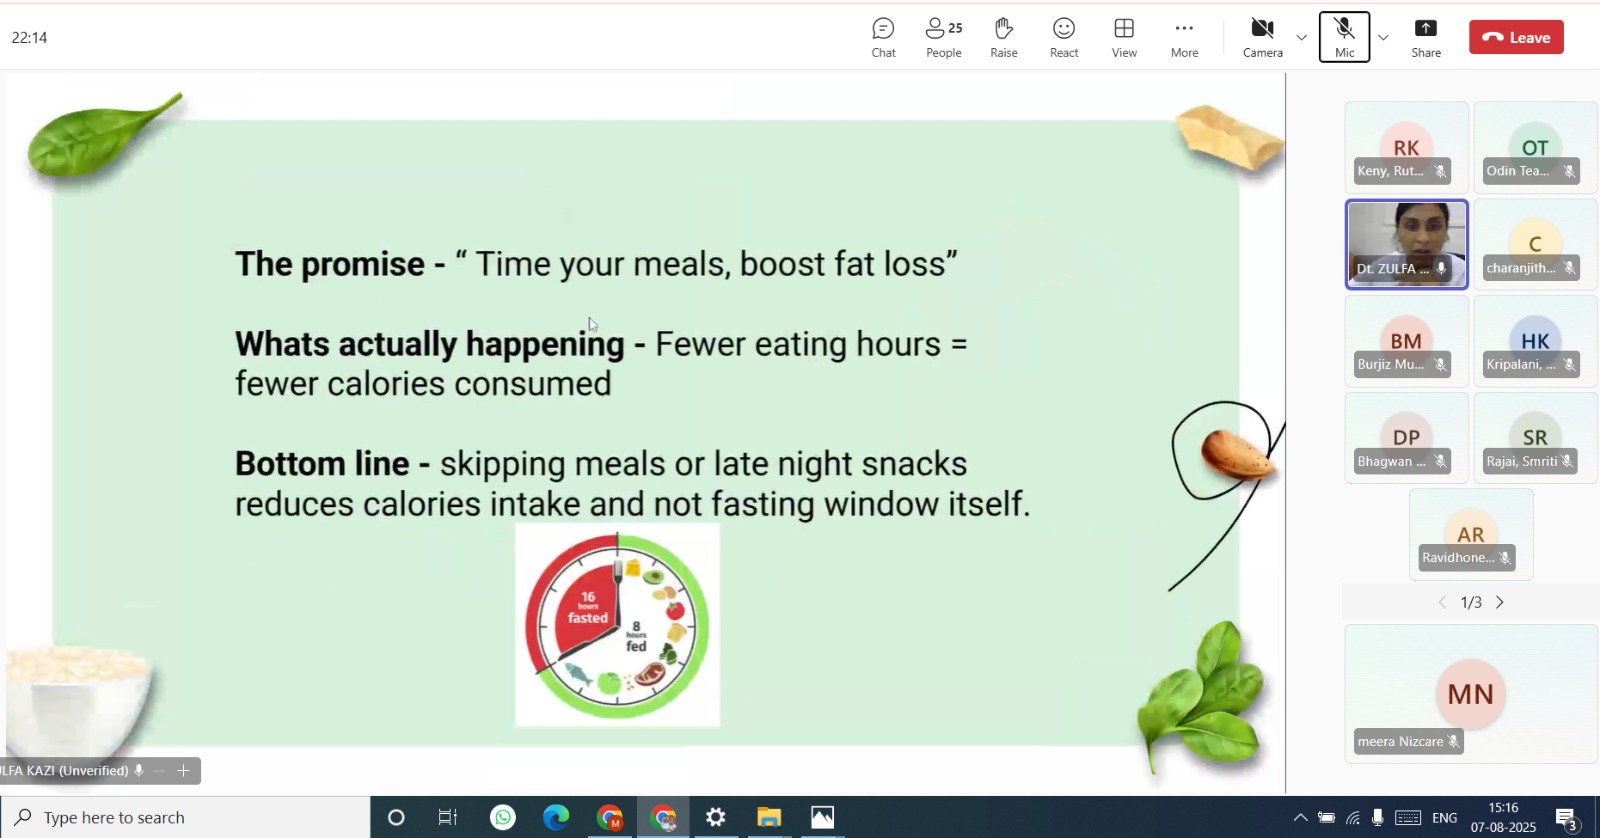 22:14
Chat
25
People
Raise
React
View
More
Camera
Mic
Share
Leave
The promise - “ Time your meals, boost fat loss”
Whats actually happening - Fewer eating hours =
fewer calories consumed
Bottom line - skipping meals or late night snacks
reduces calories intake and not fasting window itself.
16
hours
fasted
8
hours
fed
RK
Keny, Rut...
OT
Odin Tea...
Dt. ZULFA ...
C
charanjith...
BM
Burjiz Mu...
HK
Kripalani, ...
DP
Bhagwan ...
SR
Rajai, Smriti
AR
Ravidhone...
1/3
MN
meera Nizcare
LFA KAZI (Unverified)
Type here to search
M
ENG
15:16
07-08-2025
3